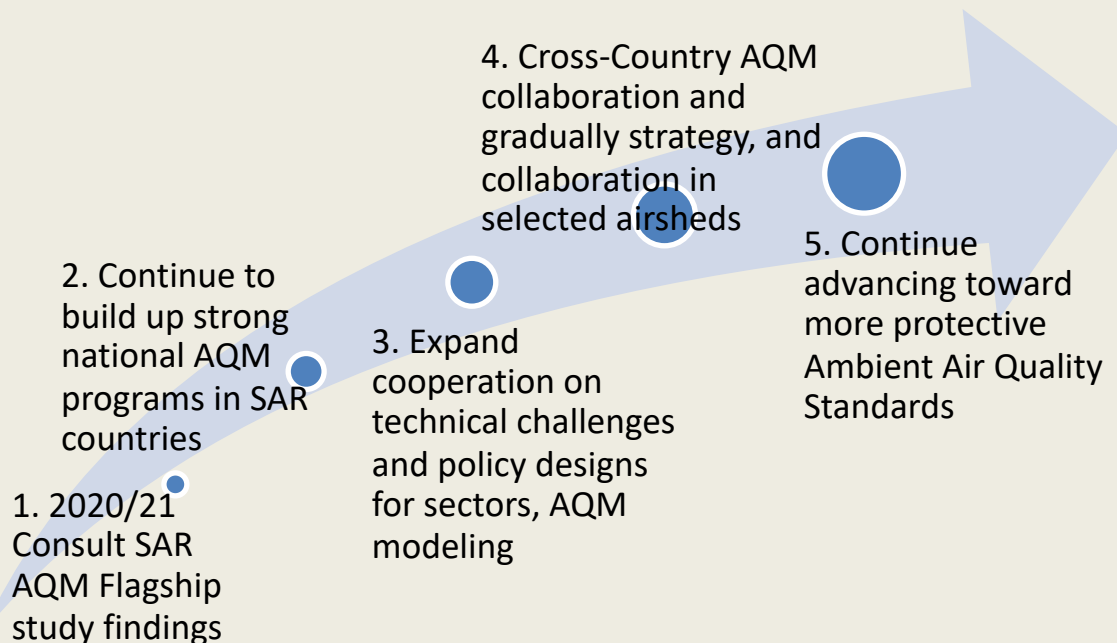 1. 2020/21
Consult SAR
AQM Flagship
study findings
2. Continue to
build up strong
national AQM
programs in SAR
countries
3. Expand
cooperation on
technical challenges
and policy designs
for sectors, AQM
modeling
4. Cross-Country AQM
collaboration and
gradually strategy, and
collaboration in
selected airsheds
5. Continue
advancing toward
more protective
Ambient Air Quality
Standards